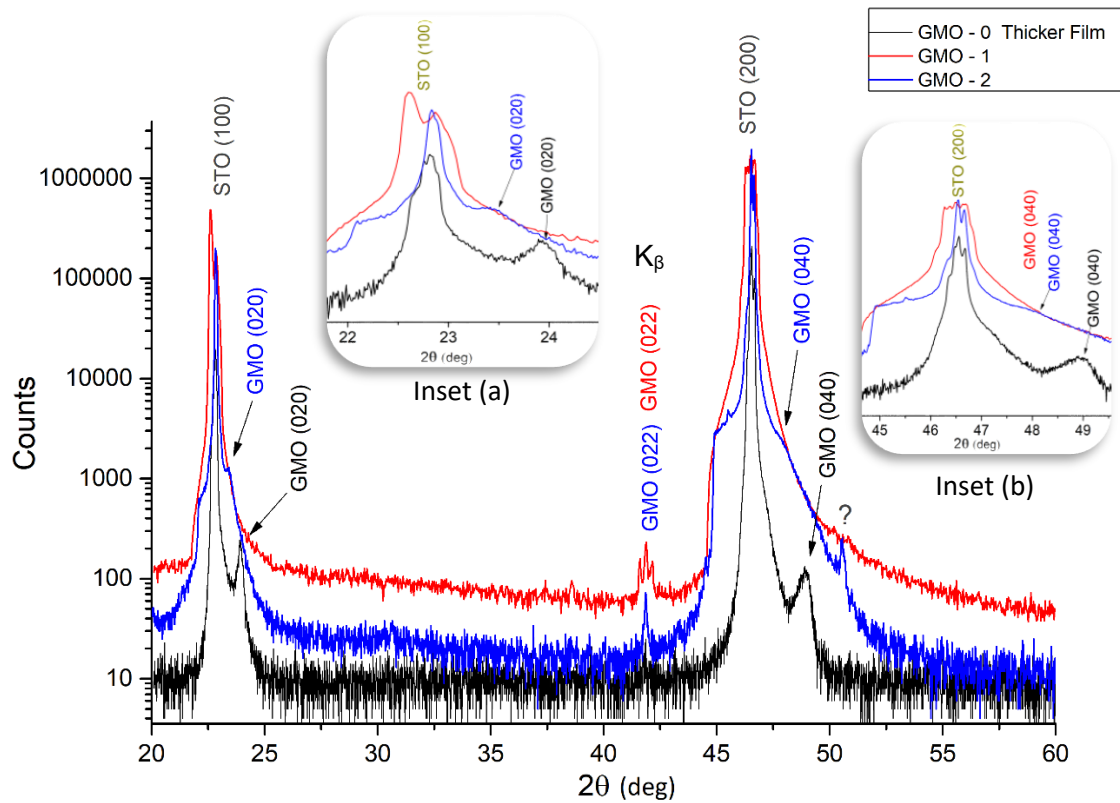 GMO - 0 Thicker Film
GMO - 1
GMO - 2
STO (100)
GMO (020)
GMO (020)
22
23
24
2θ (deg)
Inset (a)
STO (200)
GMO (040)
GMO (040)
GMO (040)
45
46
47
48
49
2θ (deg)
Inset (b)
STO (100)
GMO (020)
GMO (020)
Kβ
GMO (022)
GMO (022)
STO (200)
GMO (040)
GMO (040)
?
Counts
1000000
100000
10000
1000
100
10
20
25
30
35
40
45
50
55
60
2θ (deg)